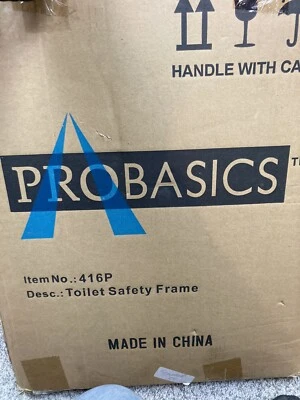 HANDLE WITH CA
PROBASICS
Item No.: 416P
Desc.: Toilet Safety Frame
MADE IN CHINA